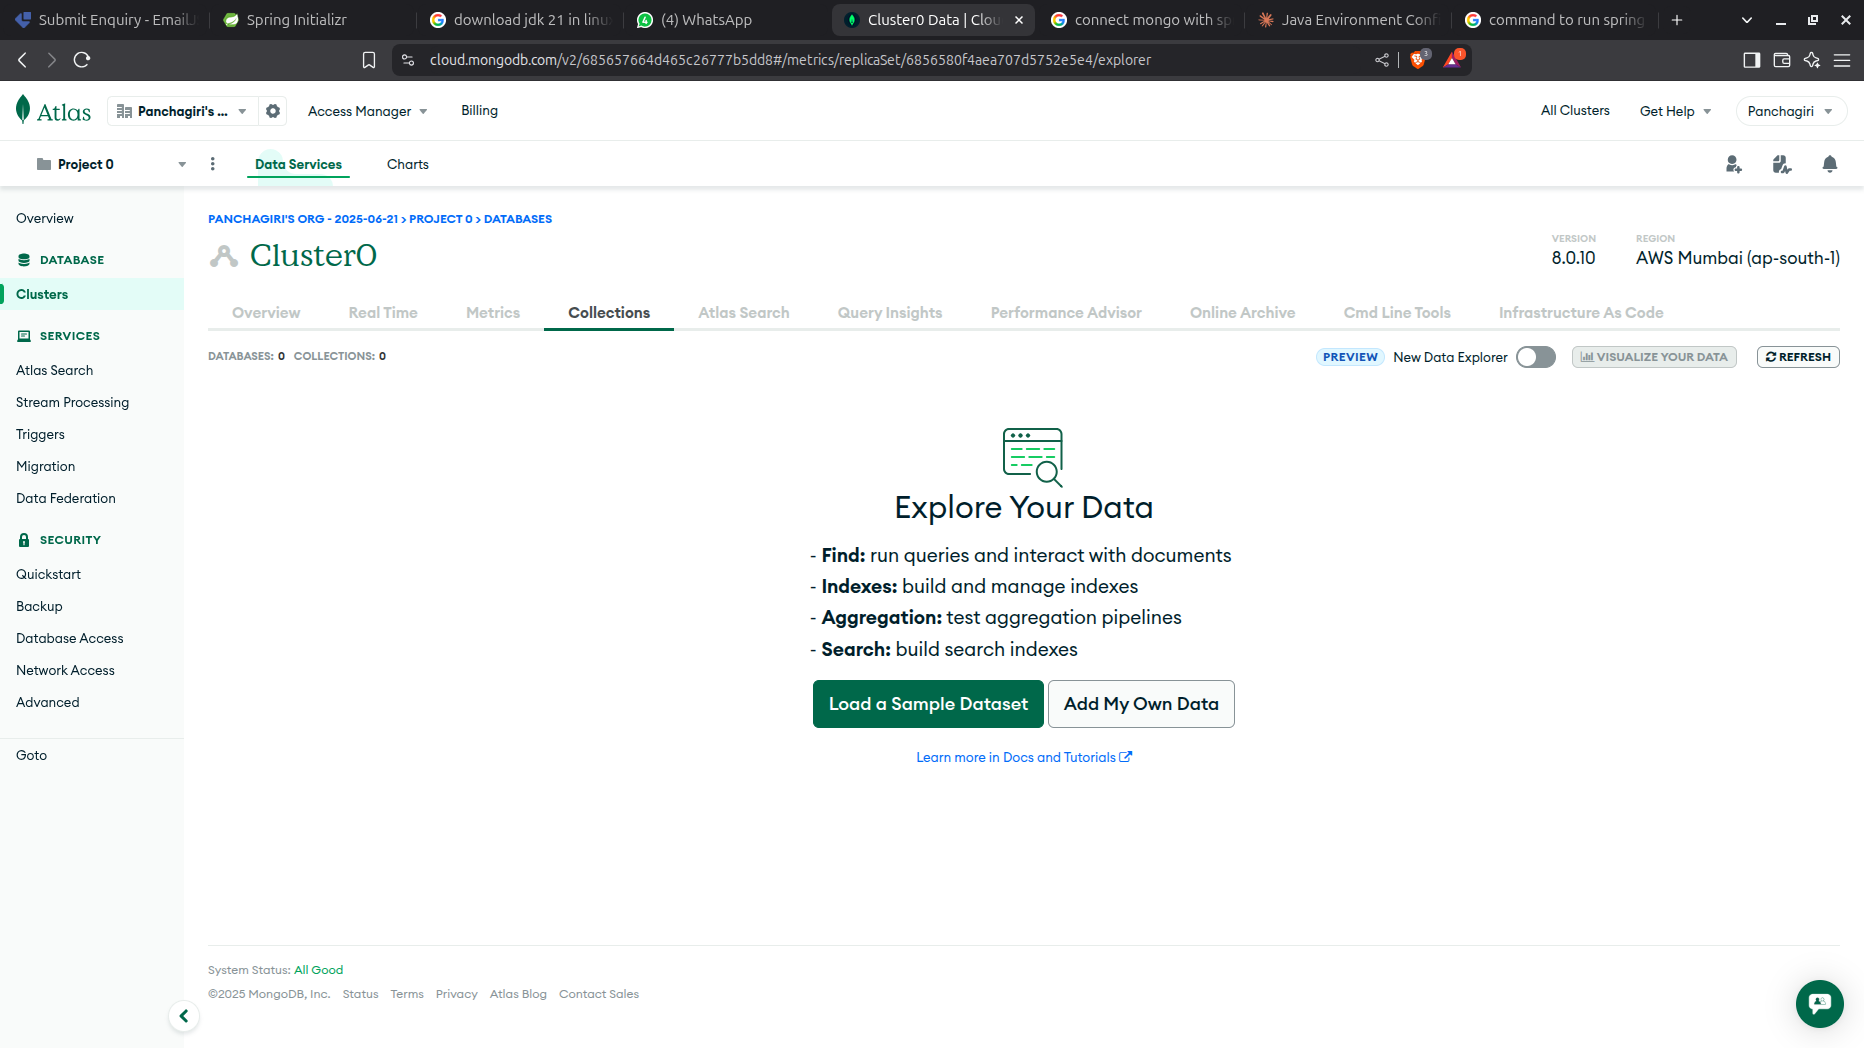 Submit Enquiry - Email.
Spring Initializr
download jdk 21 in linu
(4) WhatsApp
Cluster0 Data | Clou
connect mongo with sp
Java Environment Conf
command to run spring
cloud.mongodb.com/v2/685657664d465c26777b5dd8#/metrics/replicaSet/6856580f4aea707d5752e5e4/explorer
3
1
Atlas
Panchagiri's ...
Access Manager
Billing
All Clusters
Get Help
Panchagiri
Project 0
Data Services
Charts
Overview
DATABASE
Clusters
SERVICES
Atlas Search
Stream Processing
Triggers
Migration
Data Federation
SECURITY
Quickstart
Backup
Database Access
Network Access
Advanced
Goto
PANCHAGIRI'S ORG - 2025-06-21 > PROJECT 0 > DATABASES
Cluster0
VERSION
8.0.10
REGION
AWS Mumbai (ap-south-1)
Overview
Real Time
Metrics
Collections
Atlas Search
Query Insights
Performance Advisor
Online Archive
Cmd Line Tools
Infrastructure As Code
DATABASES: 0 COLLECTIONS: 0
PREVIEW
New Data Explorer
VISUALIZE YOUR DATA
REFRESH
Explore Your Data
- Find: run queries and interact with documents
- Indexes: build and manage indexes
- Aggregation: test aggregation pipelines
- Search: build search indexes
Load a Sample Dataset
Add My Own Data
Learn more in Docs and Tutorials
System Status: All Good
©2025 MongoDB, Inc. Status Terms Privacy Atlas Blog Contact Sales